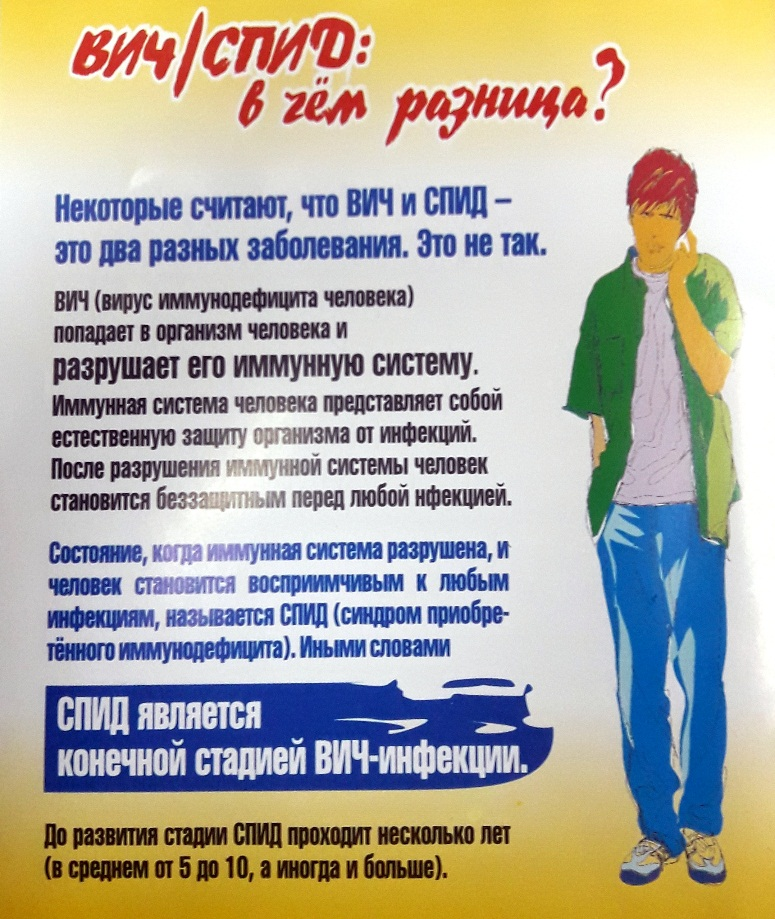 ВИЧ/СПИД:
в чём разница?
Некоторые считают, что ВИЧ и СПИД –
это два разных заболевания. Это не так.
ВИЧ (вирус иммунодефицита человека)
попадает в организм человека и
разрушает его иммунную систему.
Иммунная система человека представляет собой
естественную защиту организма от инфекций.
После разрушения иммунной системы человек
становится беззащитным перед любой нфекцией.
Состояние, когда иммунная система разрушена, и
человек становится восприимчивым к любым
инфекциям, называется СПИД (синдром приобре-
тённого иммунодефицита). Иными словами
СПИД является
конечной стадией ВИЧ-инфекции.
До развития стадии СПИД проходит несколько лет
(в среднем от 5 до 10, а иногда и больше).